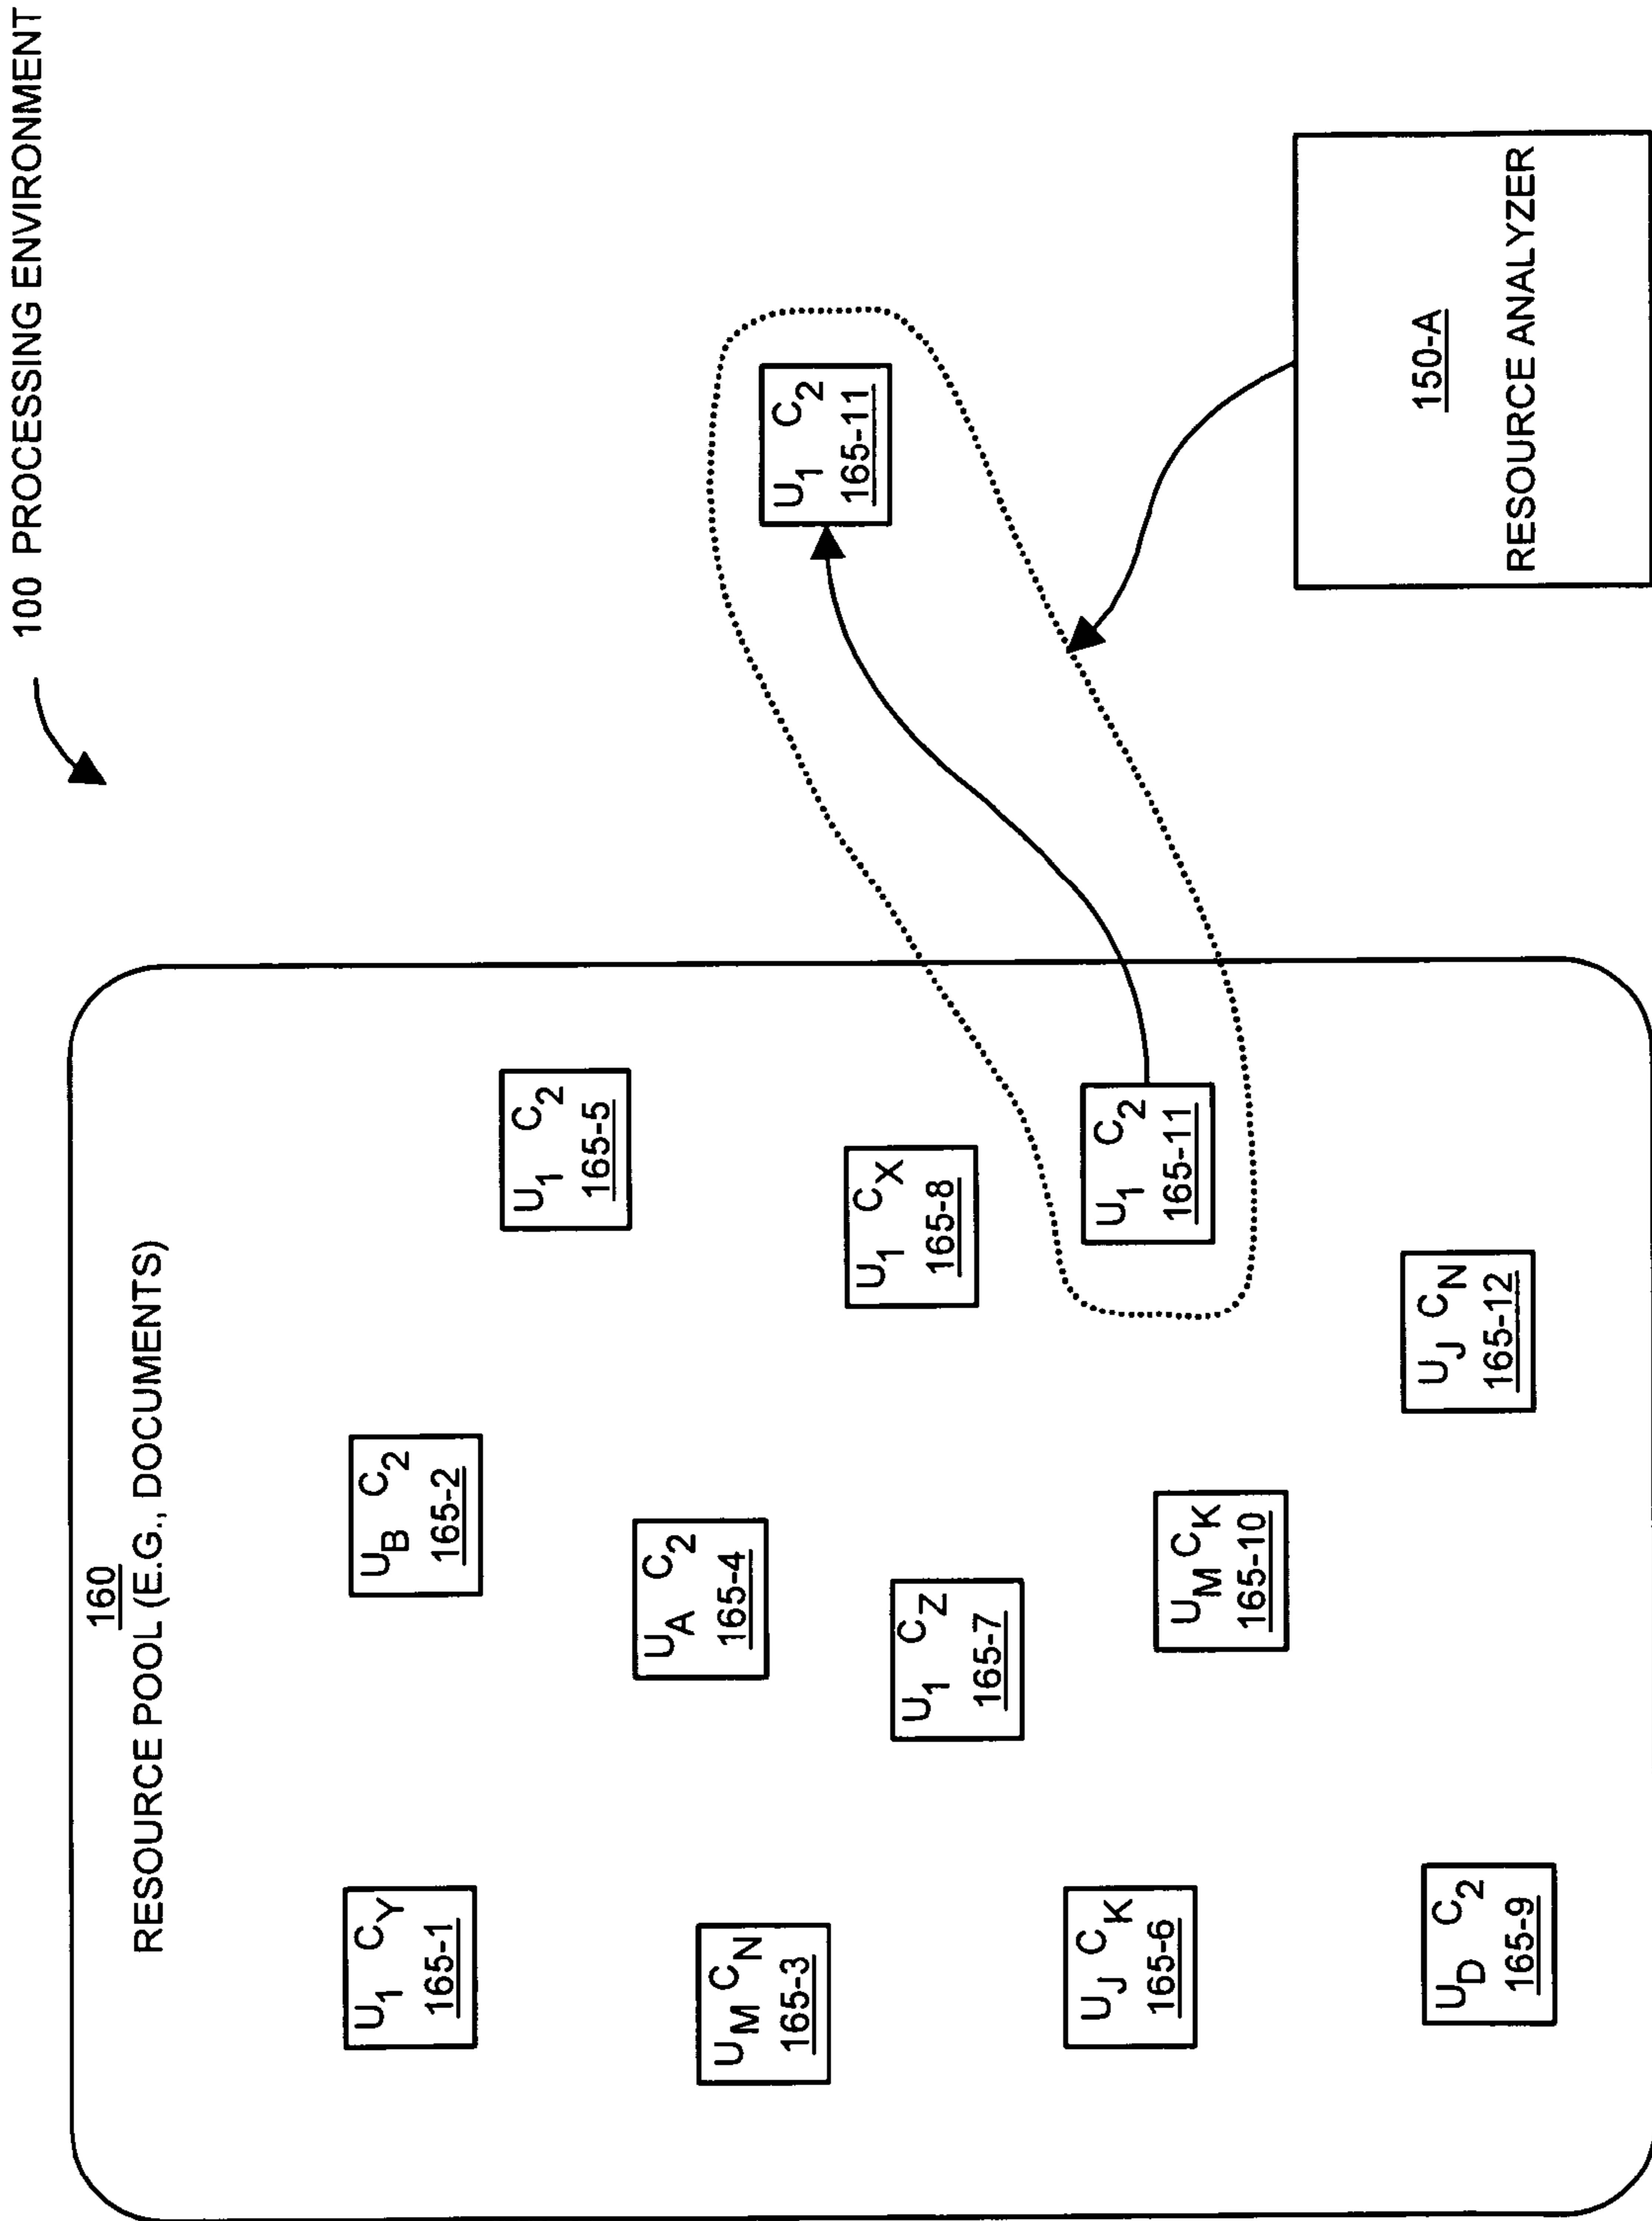 100 PROCESSING ENVIRONMENT
160
RESOURCE POOL (E.G., DOCUMENTS)
U1 CY
165-1
UB C2
165-2
UM CN
165-3
UA C2
165-4
U1 C2
165-5
UJ CK
165-6
U1 CZ
165-7
U1 CX
165-8
UD C2
165-9
UM CK
165-10
U1 C2
165-11
UJ CN
165-12
U1 C2
165-11
150-A
RESOURCE ANALYZER